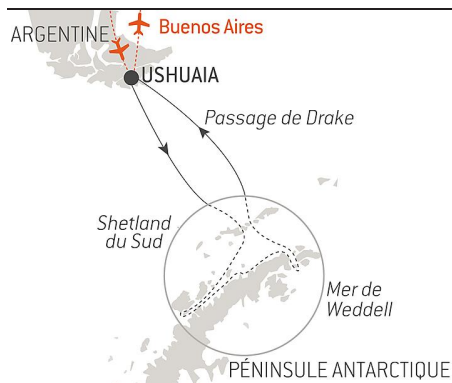 ARGENTINE
Buenos Aires
USHUAIA
Passage de Drake
Shetland
du Sud
Mer de
Weddell
PÉNINSULE ANTARCTIQUE